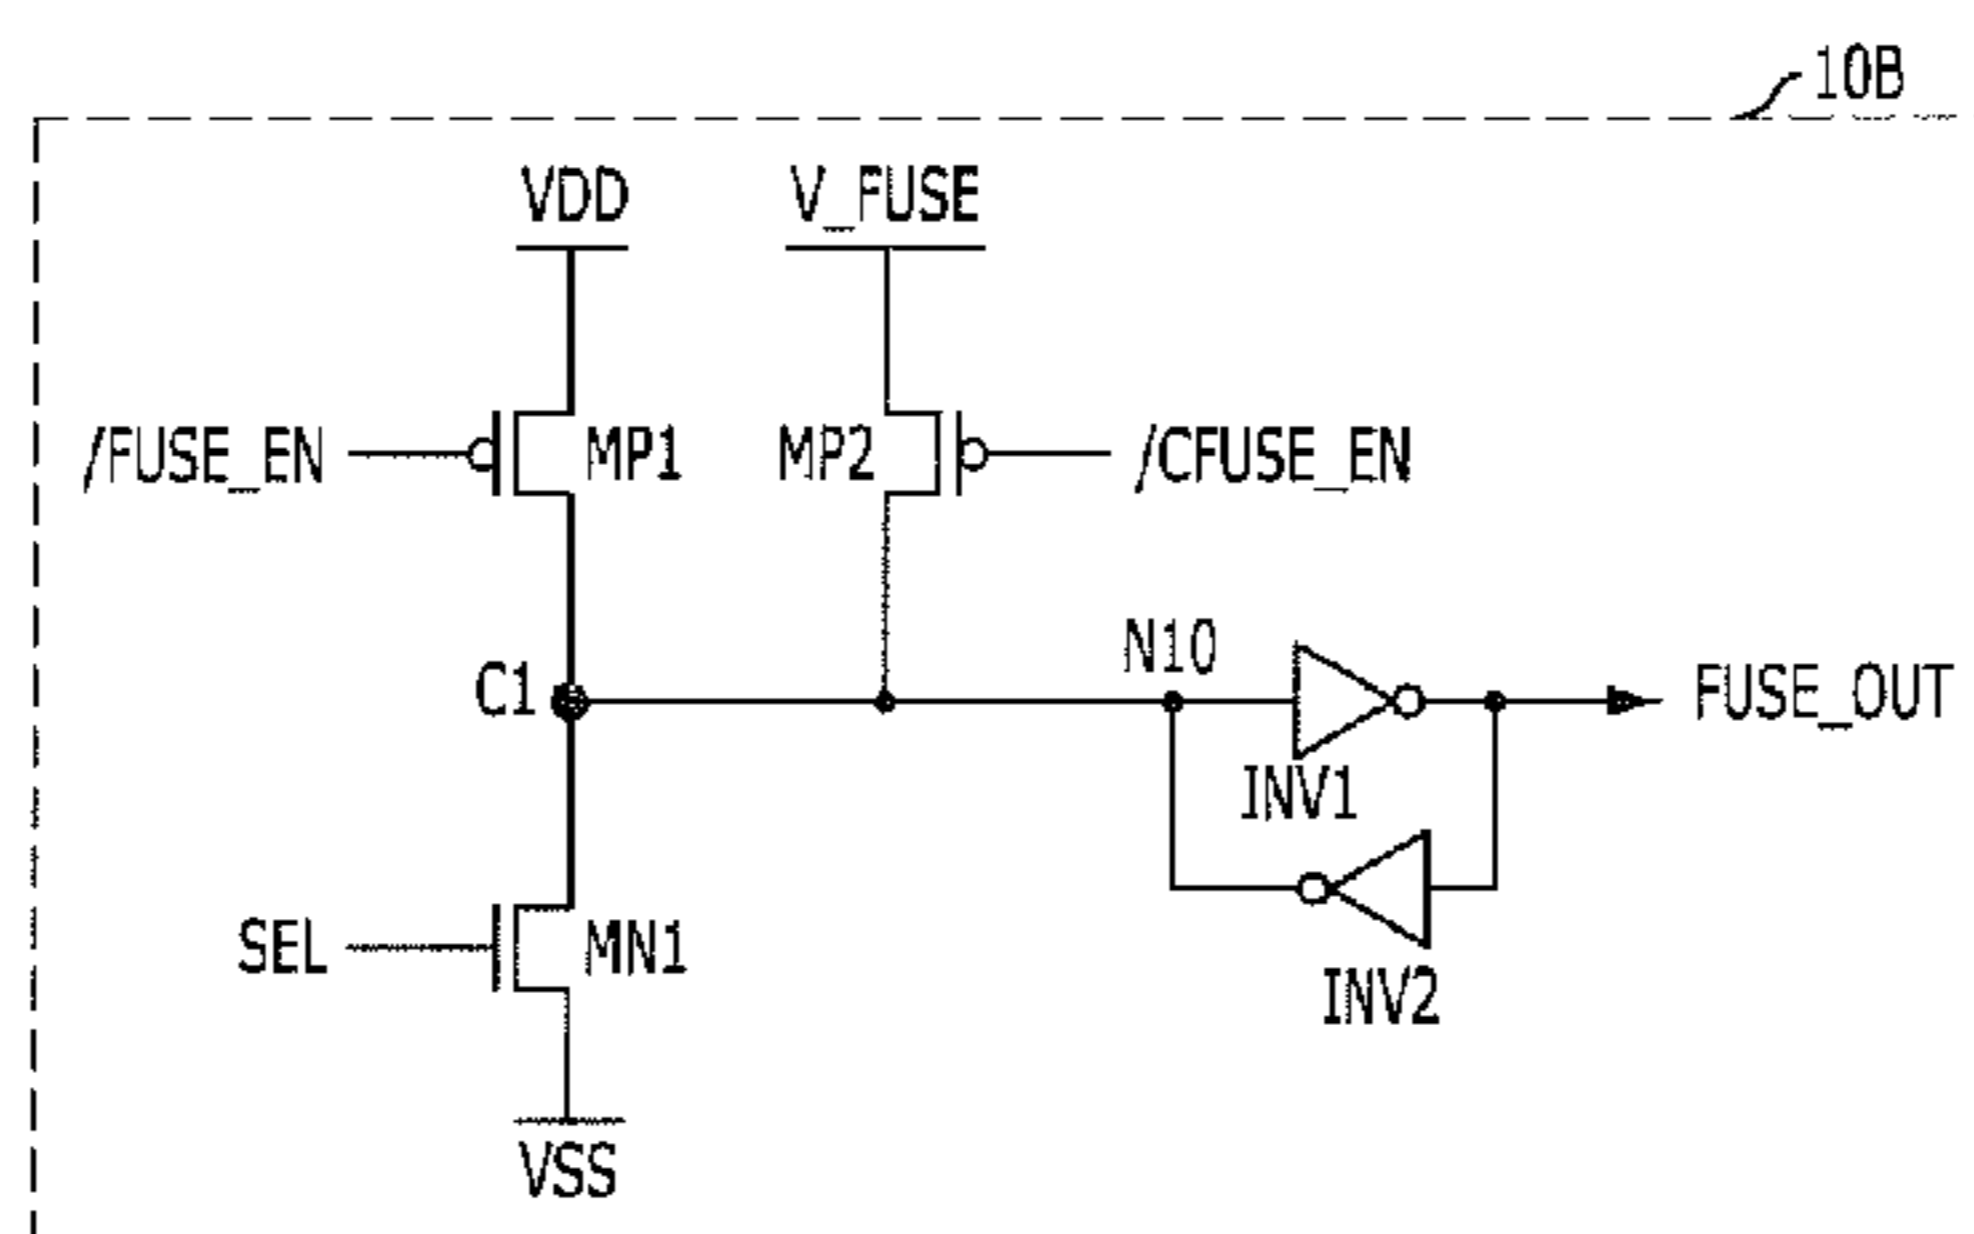 10B
VDD
V_FUSE
/FUSE_EN
MP1
MP2
/CFUSE_EN
N10
C1
FUSE_OUT
INV1
SEL
MN1
INV2
VSS